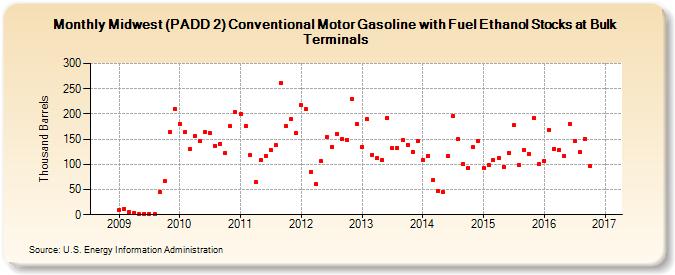 Monthly Midwest (PADD 2) Conventional Motor Gasoline with Fuel Ethanol Stocks at Bulk
Terminals
Thousand Barrels
300
250
200
150
100
50
0
2009 2010 2011 2012 2013 2014 2015 2016 2017
Source: U.S. Energy Information Administration